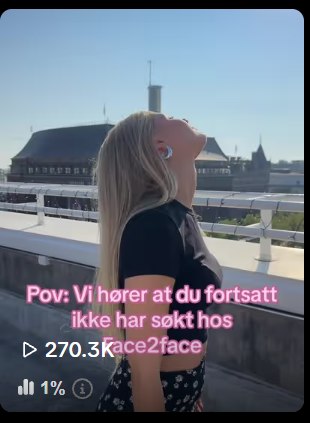 Pov: Vi hører at du fortsatt
ikke har søkt hos
Face2face
270.3K
1%